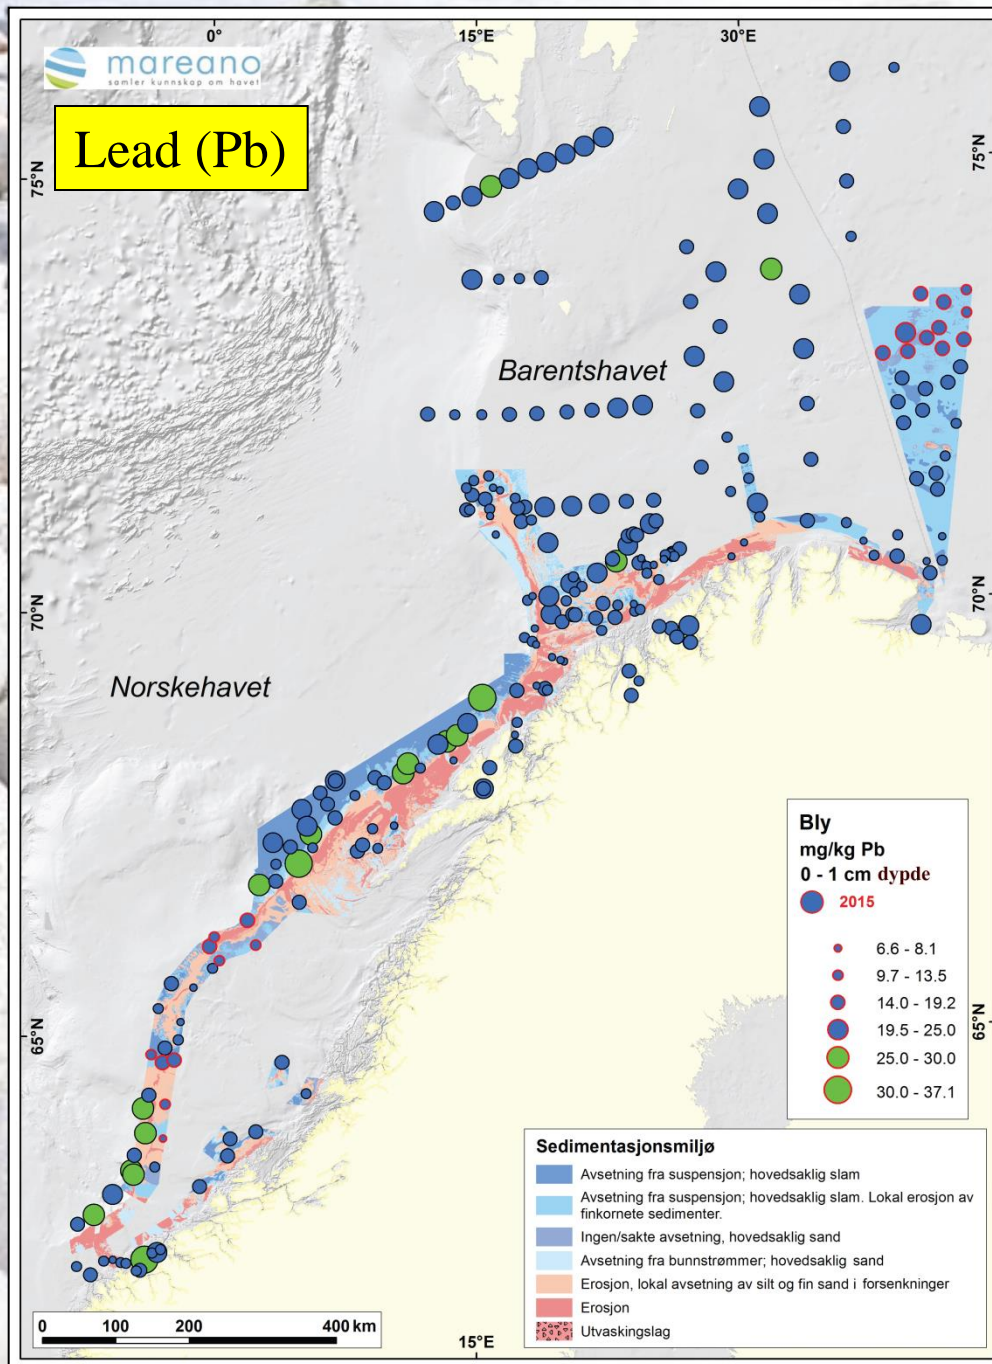 0°
15°E
30°E
mareano
samler kunnskap om havet
Lead (Pb)
75°N
75°N
Barentshavet
70°N
70°N
Norskehavet
65°N
65°N
Bly
mg/kg Pb
0 - 1 cm dypde
2015
6.6 - 8.1
9.7 - 13.5
14.0 - 19.2
19.5 - 25.0
25.0 - 30.0
30.0 - 37.1
Sedimentasjonsmiljø
Avsetning fra suspensjon; hovedsaklig slam
Avsetning fra suspensjon; hovedsaklig slam. Lokal erosjon av
finkornete sedimenter.
Ingen/sakte avsetning, hovedsaklig sand
Avsetning fra bunnstrømmer; hovedsaklig sand
Erosjon, lokal avsetning av silt og fin sand i forsenkninger
Erosjon
Utvaskingslag
0 100 200 400 km
15°E